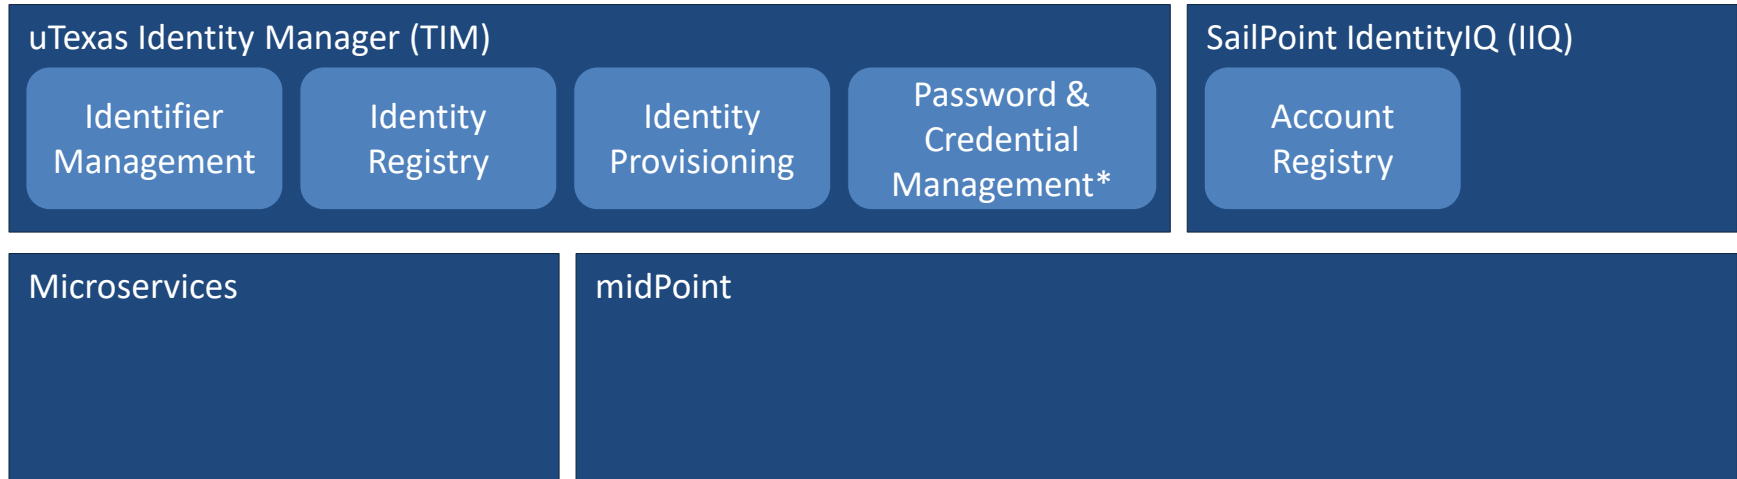 uTexas Identity Manager (TIM)
Identifier
Management
Identity
Registry
Identity
Provisioning
Password &
Credential
Management*
SailPoint IdentityIQ (IIQ)
Account
Registry
Microservices
midPoint